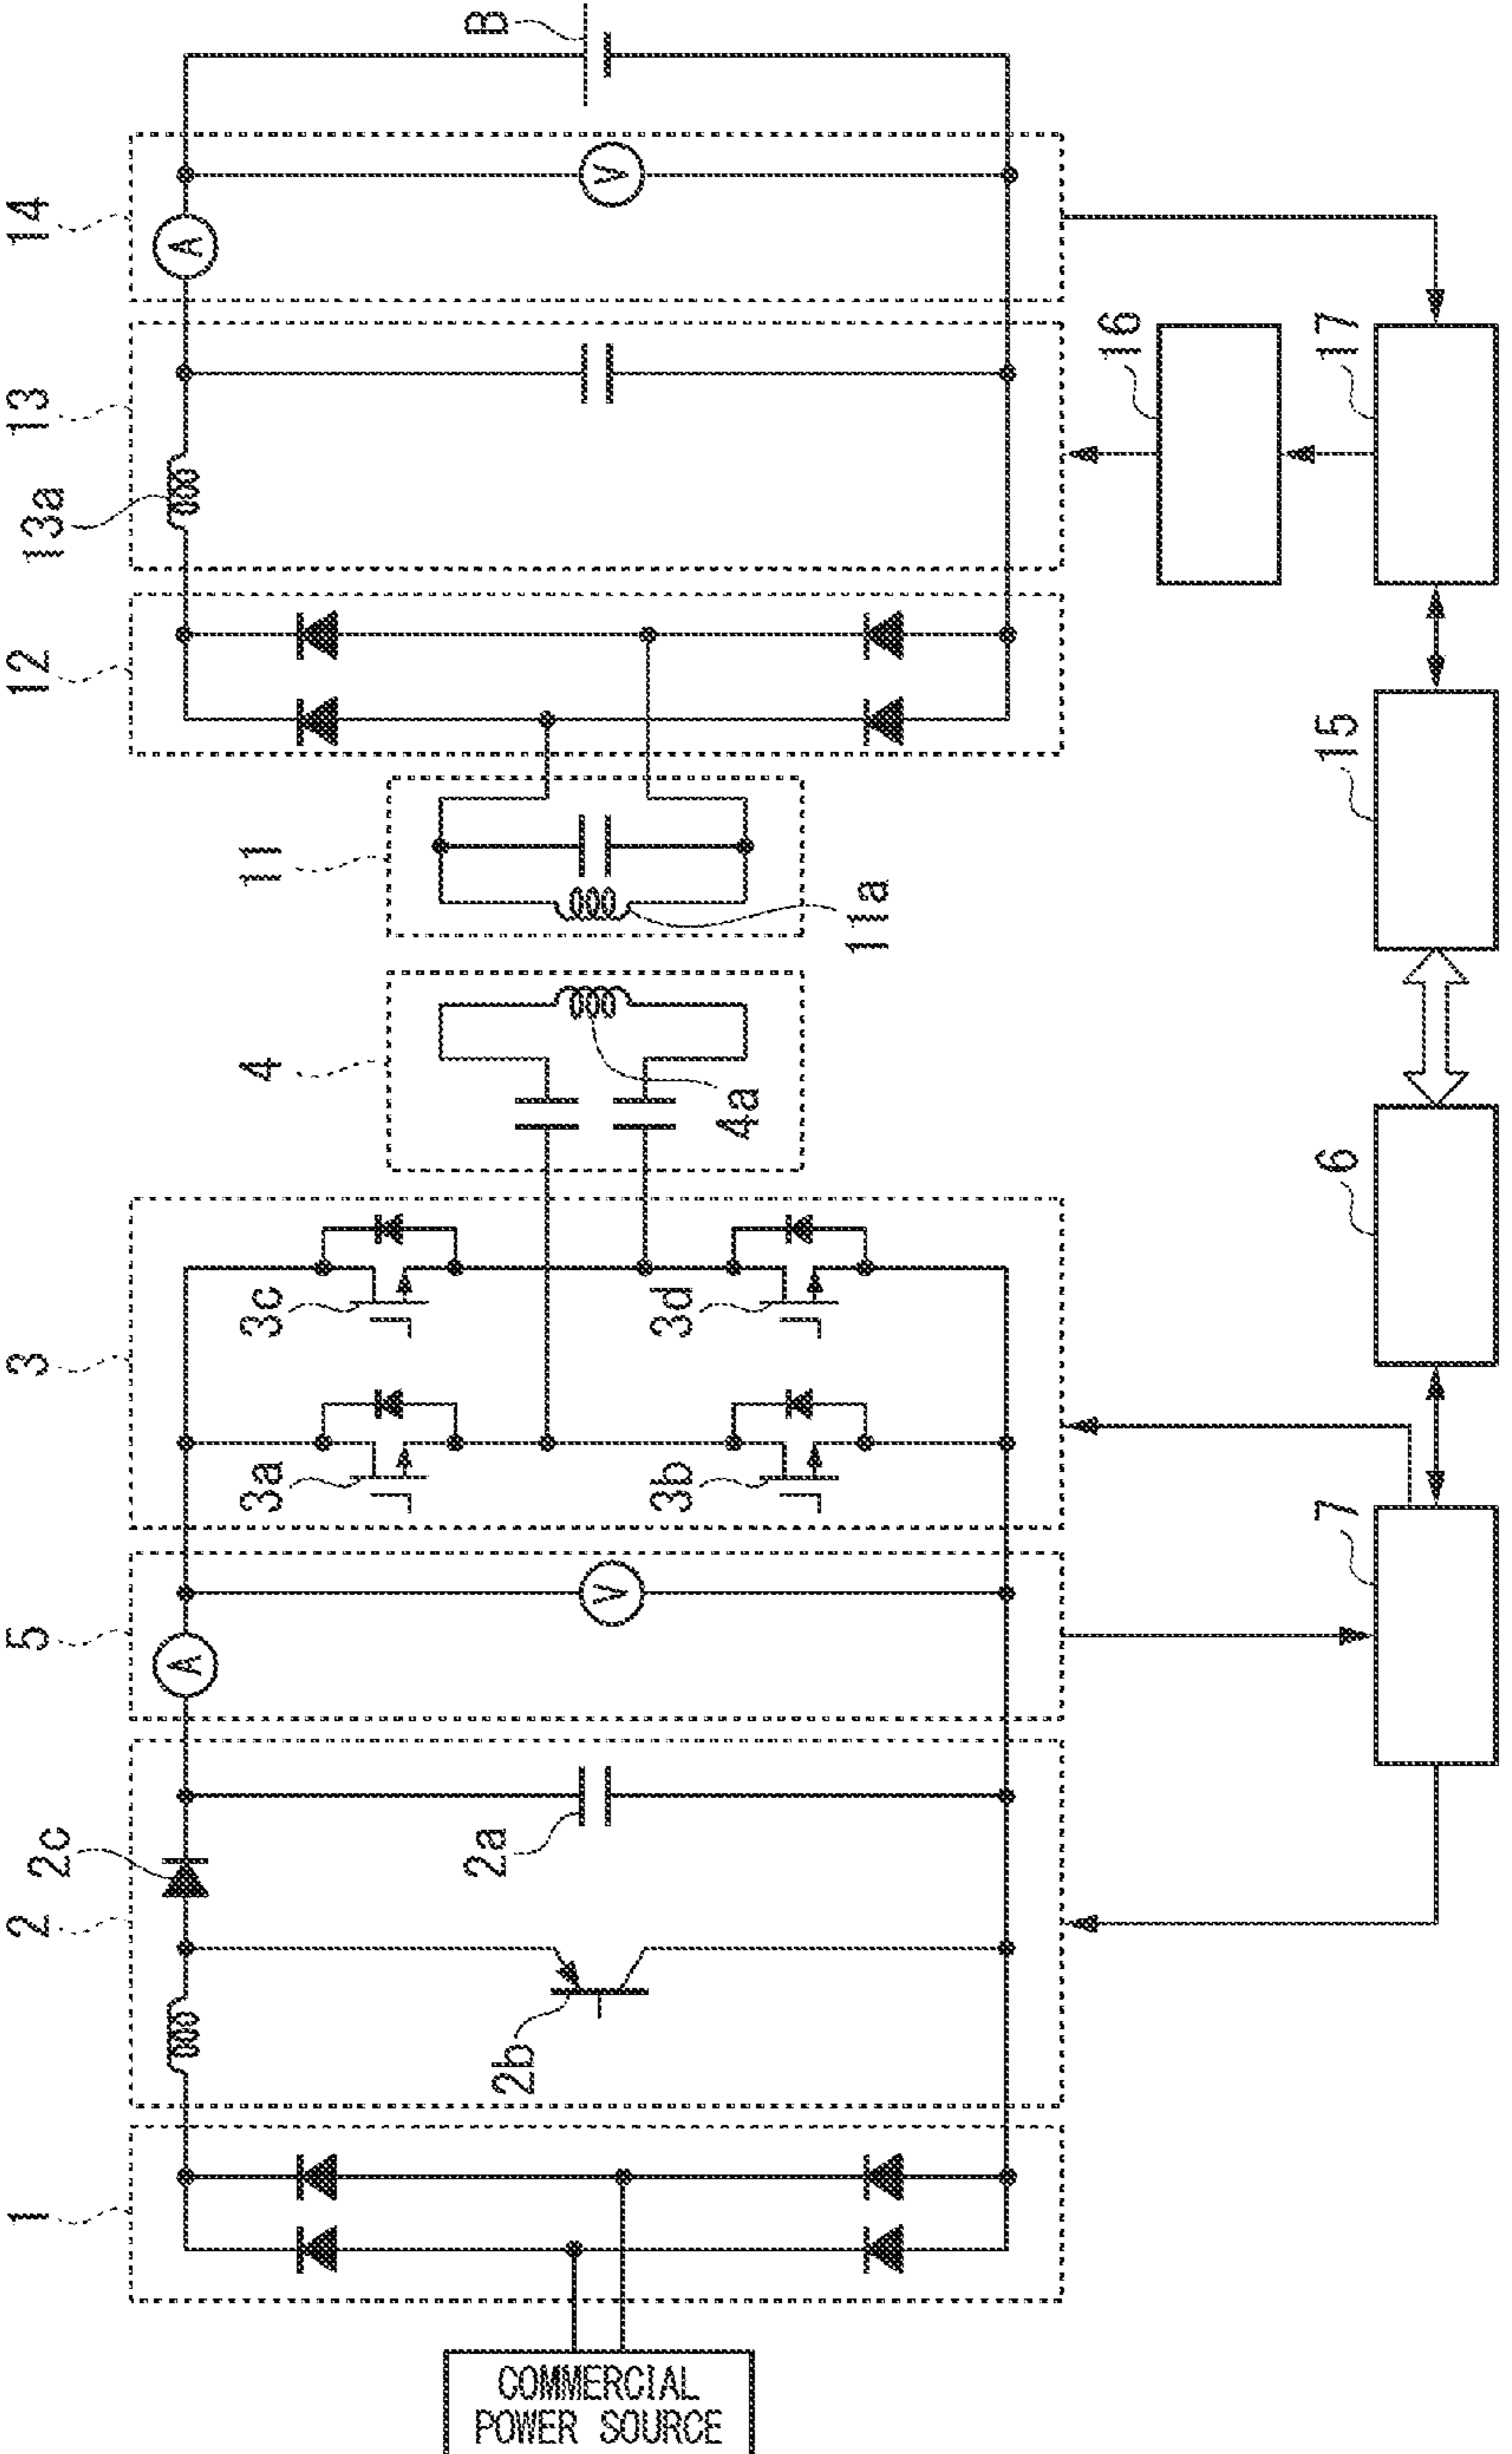 1
2
2c
5
3
4
11
12
13a
13
14
B
A
V
A
V
2b
2a
3a
3c
3b
3d
4a
11a
COMMERCIAL
POWER SOURCE
7
6
15
16
17